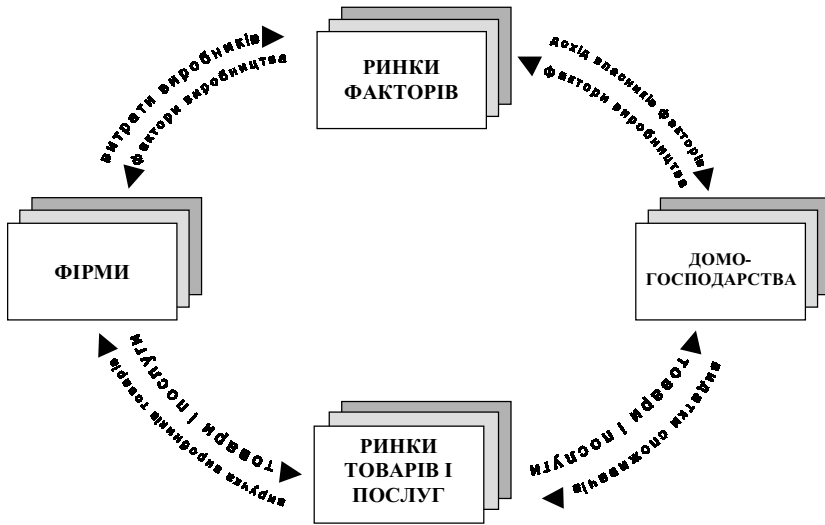 витрати виробників
фактори виробництва
РИНКИ
ФАКТОРІВ
дохід власників факторів
фактори виробництва
ФІРМИ
ДОМО-
ГОСПОДАРСТВА
товари і послуги
виручка виробників товарів
РИНКИ
ТОВАРІВ І
ПОСЛУГ
товари і послуги
видатки споживачів